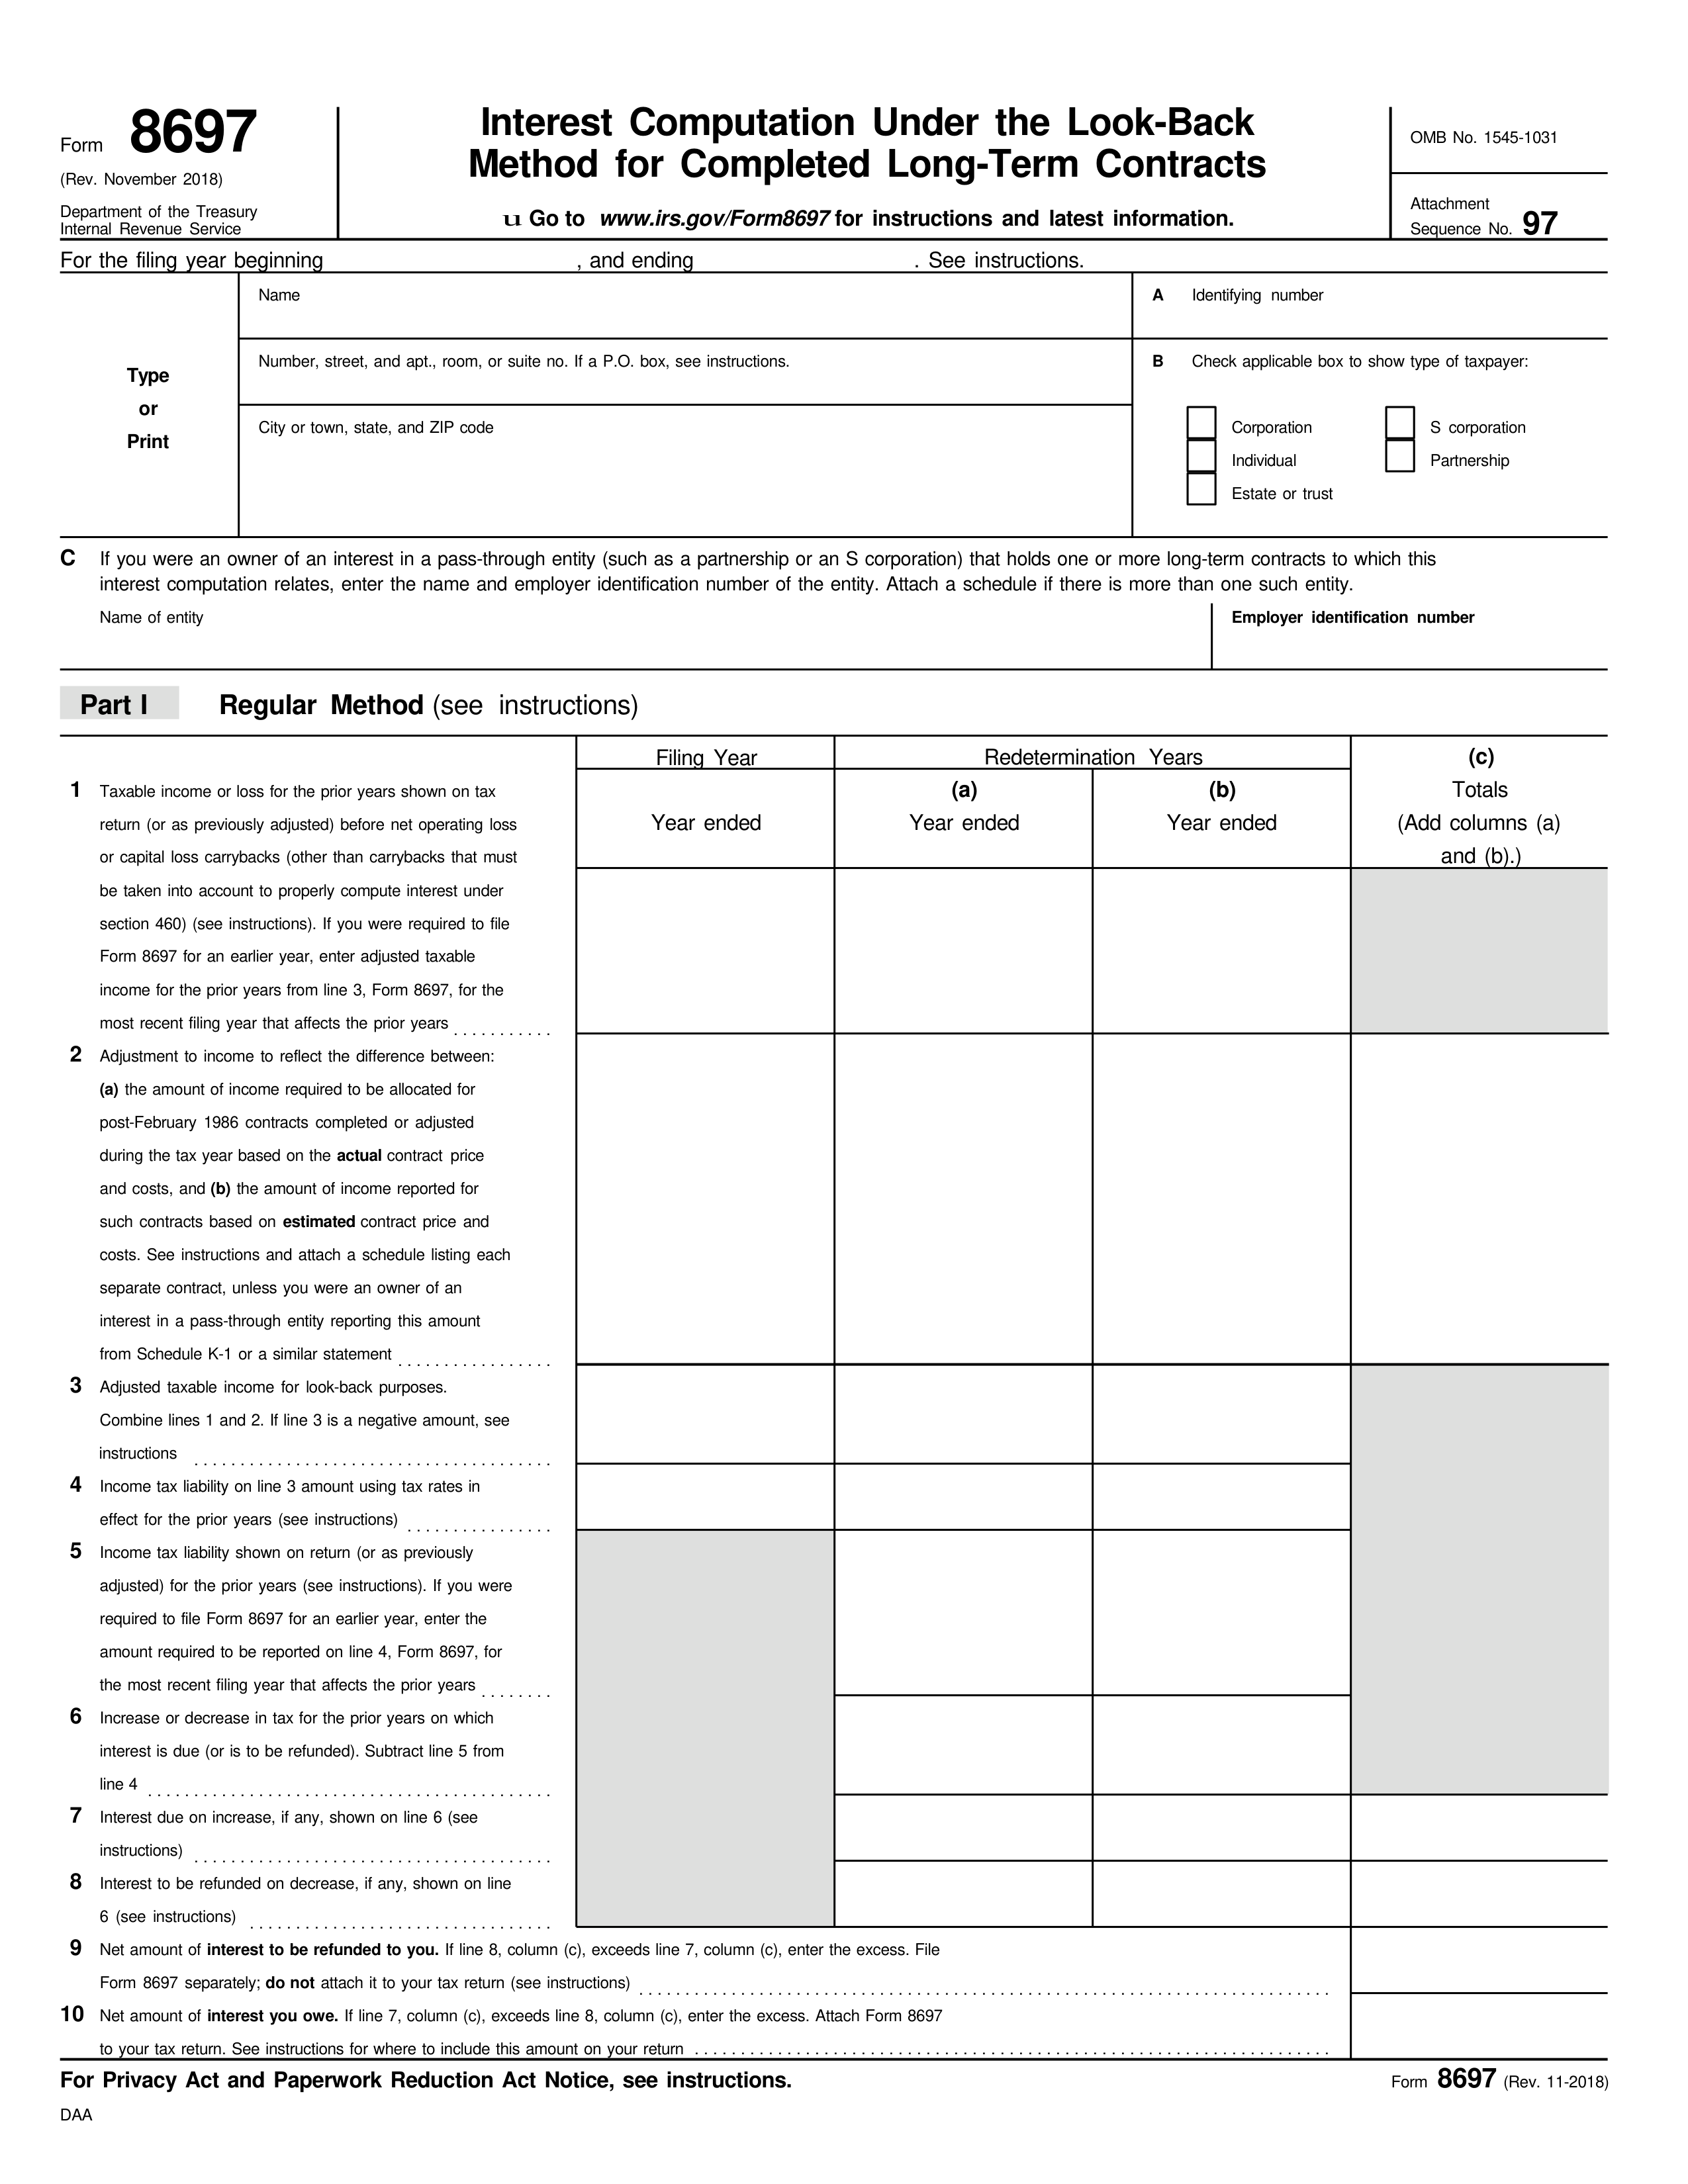 Form 8697
(Rev. November 2018)
Department of the Treasury
Internal Revenue Service
Interest Computation Under the Look-Back
Method for Completed Long-Term Contracts
u Go to www.irs.gov/Form8697 for instructions and latest information.
OMB No. 1545-1031
Attachment
Sequence No. 97
For the filing year beginning , and ending . See instructions.
Type
or
Print
Name
Number, street, and apt., room, or suite no. If a P.O. box, see instructions.
City or town, state, and ZIP code
A Identifying number
B Check applicable box to show type of taxpayer:
Corporation S corporation
Individual Partnership
Estate or trust
C If you were an owner of an interest in a pass-through entity (such as a partnership or an S corporation) that holds one or more long-term contracts to which this
interest computation relates, enter the name and employer identification number of the entity. Attach a schedule if there is more than one such entity.
Name of entity Employer identification number
Part I Regular Method (see instructions)
Filing Year Redetermination Years (c)
(a) (b) Totals
Year ended Year ended Year ended (Add columns (a)
and (b).)
1 Taxable income or loss for the prior years shown on tax
return (or as previously adjusted) before net operating loss
or capital loss carrybacks (other than carrybacks that must
be taken into account to properly compute interest under
section 460) (see instructions). If you were required to file
Form 8697 for an earlier year, enter adjusted taxable
income for the prior years from line 3, Form 8697, for the
most recent filing year that affects the prior years ...........
2 Adjustment to income to reflect the difference between:
(a) the amount of income required to be allocated for
post-February 1986 contracts completed or adjusted
during the tax year based on the actual contract price
and costs, and (b) the amount of income reported for
such contracts based on estimated contract price and
costs. See instructions and attach a schedule listing each
separate contract, unless you were an owner of an
interest in a pass-through entity reporting this amount
from Schedule K-1 or a similar statement .................
3 Adjusted taxable income for look-back purposes.
Combine lines 1 and 2. If line 3 is a negative amount, see
instructions .......................................
4 Income tax liability on line 3 amount using tax rates in
effect for the prior years (see instructions) ................
5 Income tax liability shown on return (or as previously
adjusted) for the prior years (see instructions). If you were
required to file Form 8697 for an earlier year, enter the
amount required to be reported on line 4, Form 8697, for
the most recent filing year that affects the prior years ........
6 Increase or decrease in tax for the prior years on which
interest is due (or is to be refunded). Subtract line 5 from
line 4 ............................................
7 Interest due on increase, if any, shown on line 6 (see
instructions) .......................................
8 Interest to be refunded on decrease, if any, shown on line
6 (see instructions) .................................
9 Net amount of interest to be refunded to you. If line 8, column (c), exceeds line 7, column (c), enter the excess. File
Form 8697 separately; do not attach it to your tax return (see instructions) ...........................................................................
10 Net amount of interest you owe. If line 7, column (c), exceeds line 8, column (c), enter the excess. Attach Form 8697
to your tax return. See instructions for where to include this amount on your return .....................................................................
For Privacy Act and Paperwork Reduction Act Notice, see instructions. Form 8697 (Rev. 11-2018)
DAA